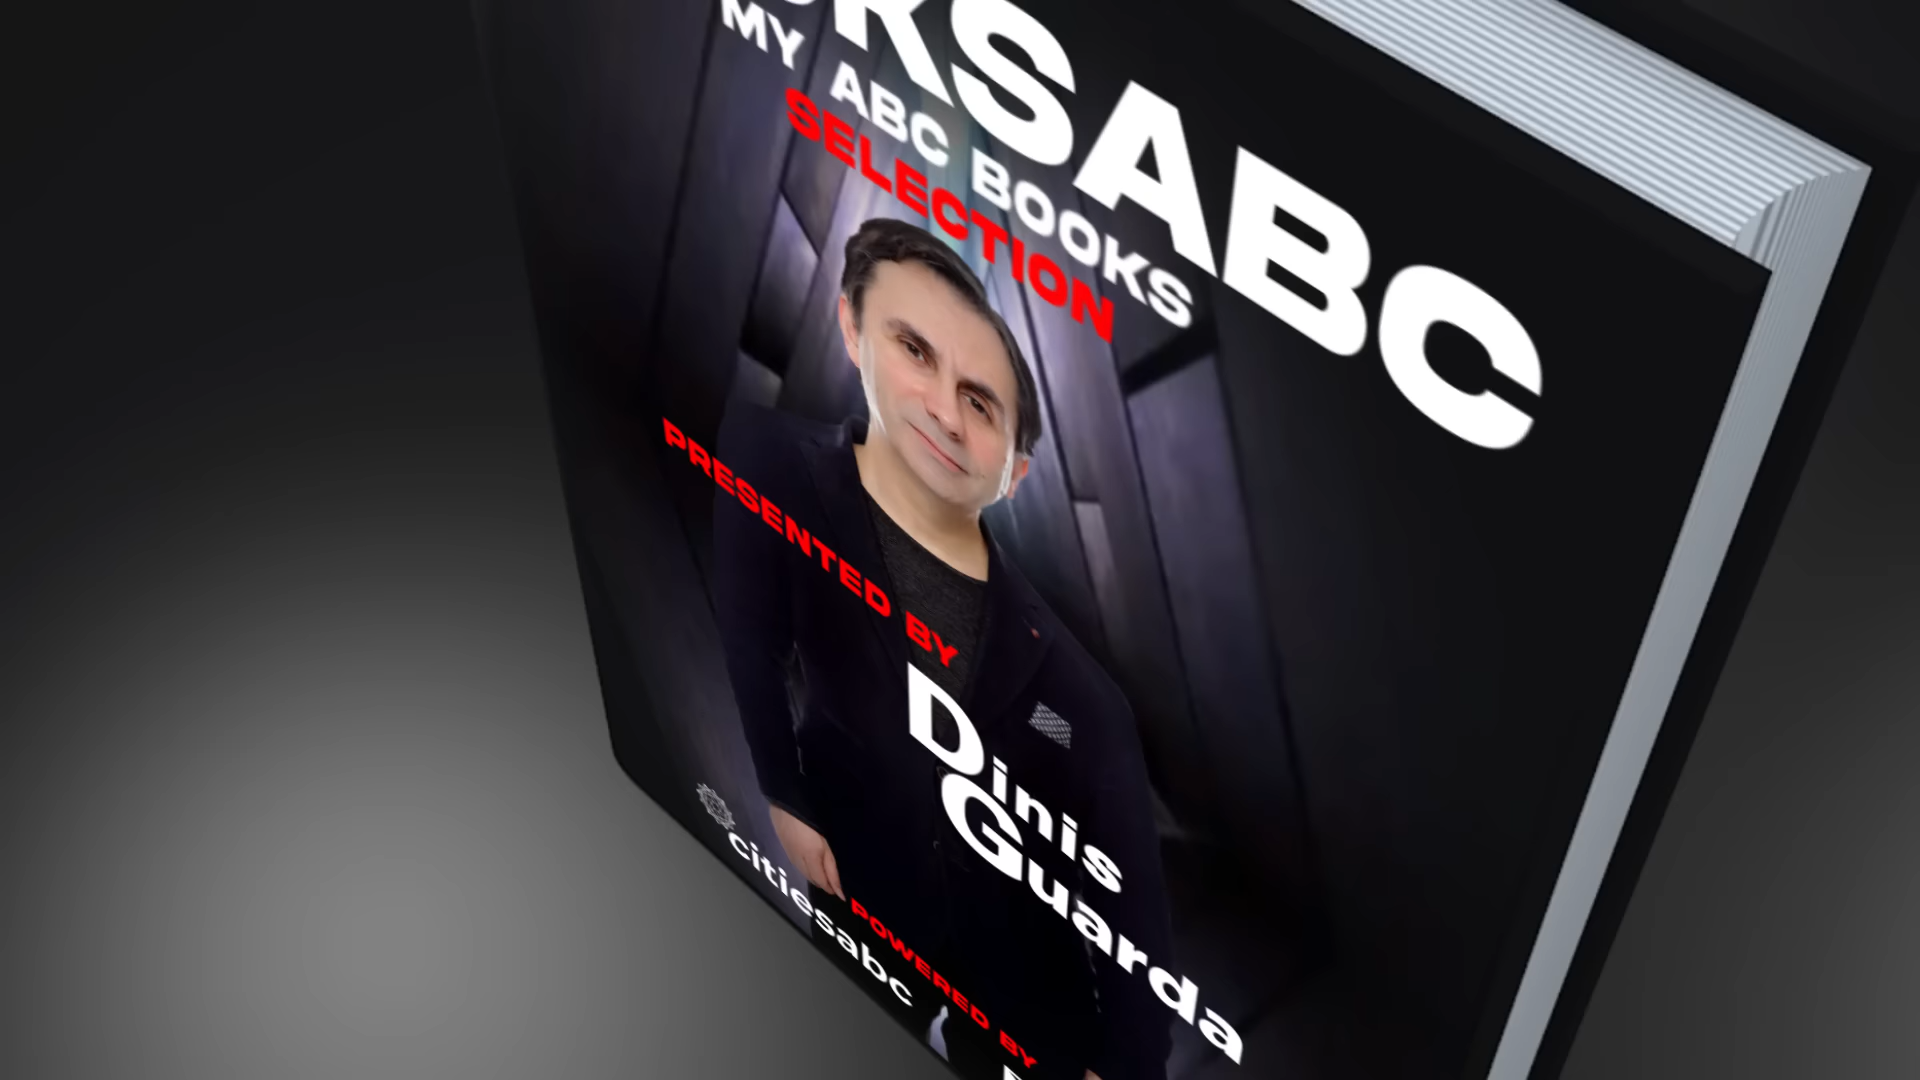 KSABC
MY ABC BOOKS
SELECTION
PRESENTED BY
Dinis
Guarda
citiesabc
POWERED BY